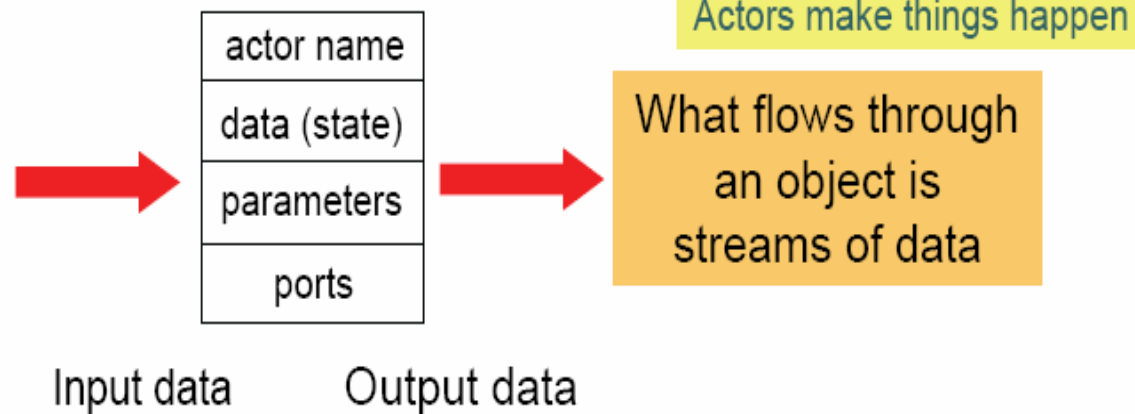 Actors make things happen
actor name
data (state)
parameters
ports
What flows through
an object is
streams of data
Input data
Output data